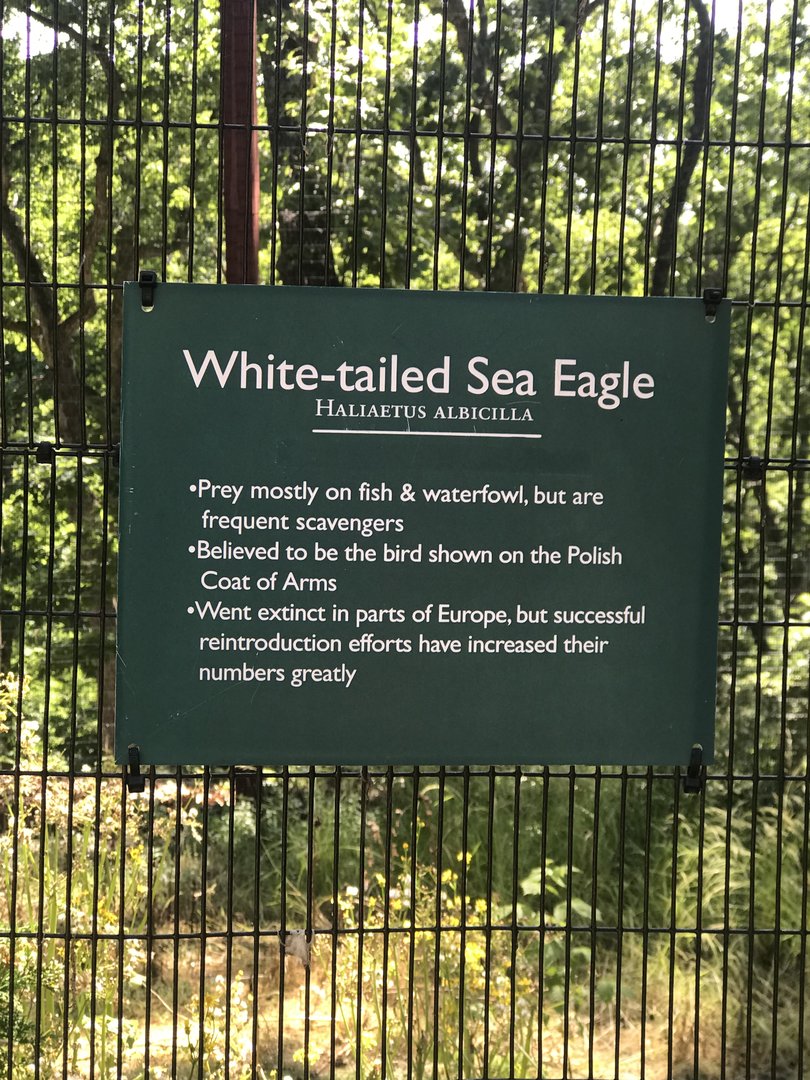 White-tailed Sea Eagle
HALIAETUS ALBICILLA
•Prey mostly on fish & waterfowl, but are
frequent scavengers
•Believed to be the bird shown on the Polish
Coat of Arms
•Went extinct in parts of Europe, but successful
reintroduction efforts have increased their
numbers greatly